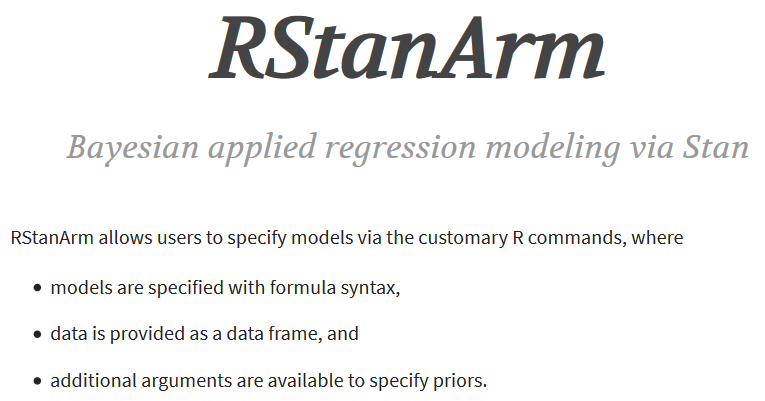 RStanArm
Bayesian applied regression modeling via Stan
RStanArm allows users to specify models via the customary R commands, where
• models are specified with formula syntax,
• data is provided as a data frame, and
• additional arguments are available to specify priors.